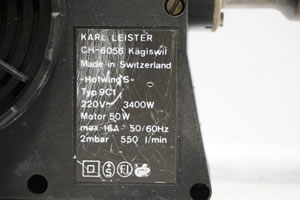 KARL LEISTER
CH-6056 Kägiswil
Made in Switzerland
"Hotwind S"
Typ 9C1
220V~ 3400W
Motor 50W
max. 16A 50/60Hz
2mbar 550 l/min